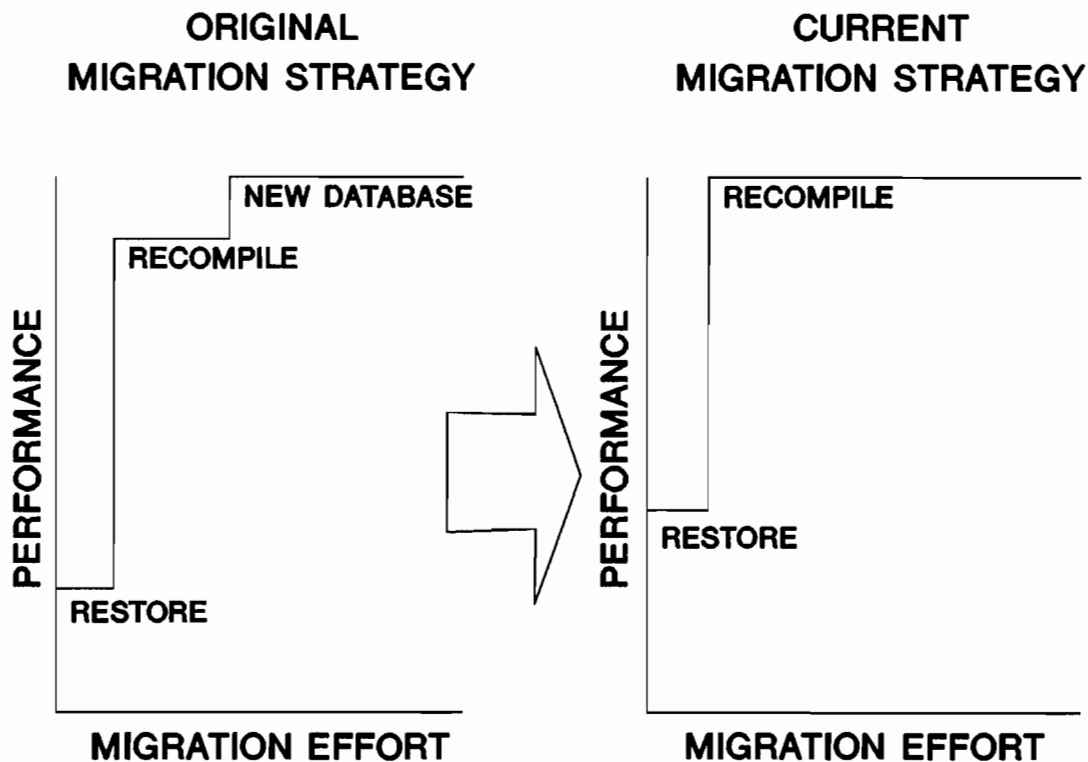 ORIGINAL
MIGRATION STRATEGY
NEW DATABASE
RECOMPILE
RESTORE
PERFORMANCE
MIGRATION EFFORT
CURRENT
MIGRATION STRATEGY
RECOMPILE
RESTORE
PERFORMANCE
MIGRATION EFFORT